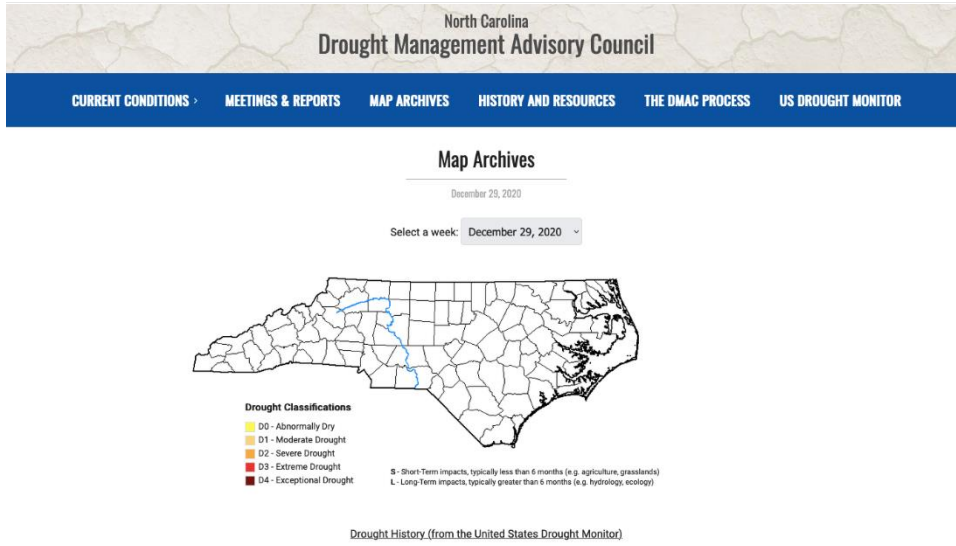 North Carolina
Drought Management Advisory Council
CURRENT CONDITIONS ›
MEETINGS & REPORTS
MAP ARCHIVES
HISTORY AND RESOURCES
THE DMAC PROCESS
US DROUGHT MONITOR
Map Archives
December 29, 2020
Select a week: December 29, 2020
Drought Classifications
D0 - Abnormally Dry
D1 - Moderate Drought
D2 - Severe Drought
D3 - Extreme Drought
D4 - Exceptional Drought
S - Short-Term impacts, typically less than 6 months (e.g. agriculture, grasslands)
L - Long-Term impacts, typically greater than 6 months (e.g. hydrology, ecology)
Drought History (from the United States Drought Monitor)